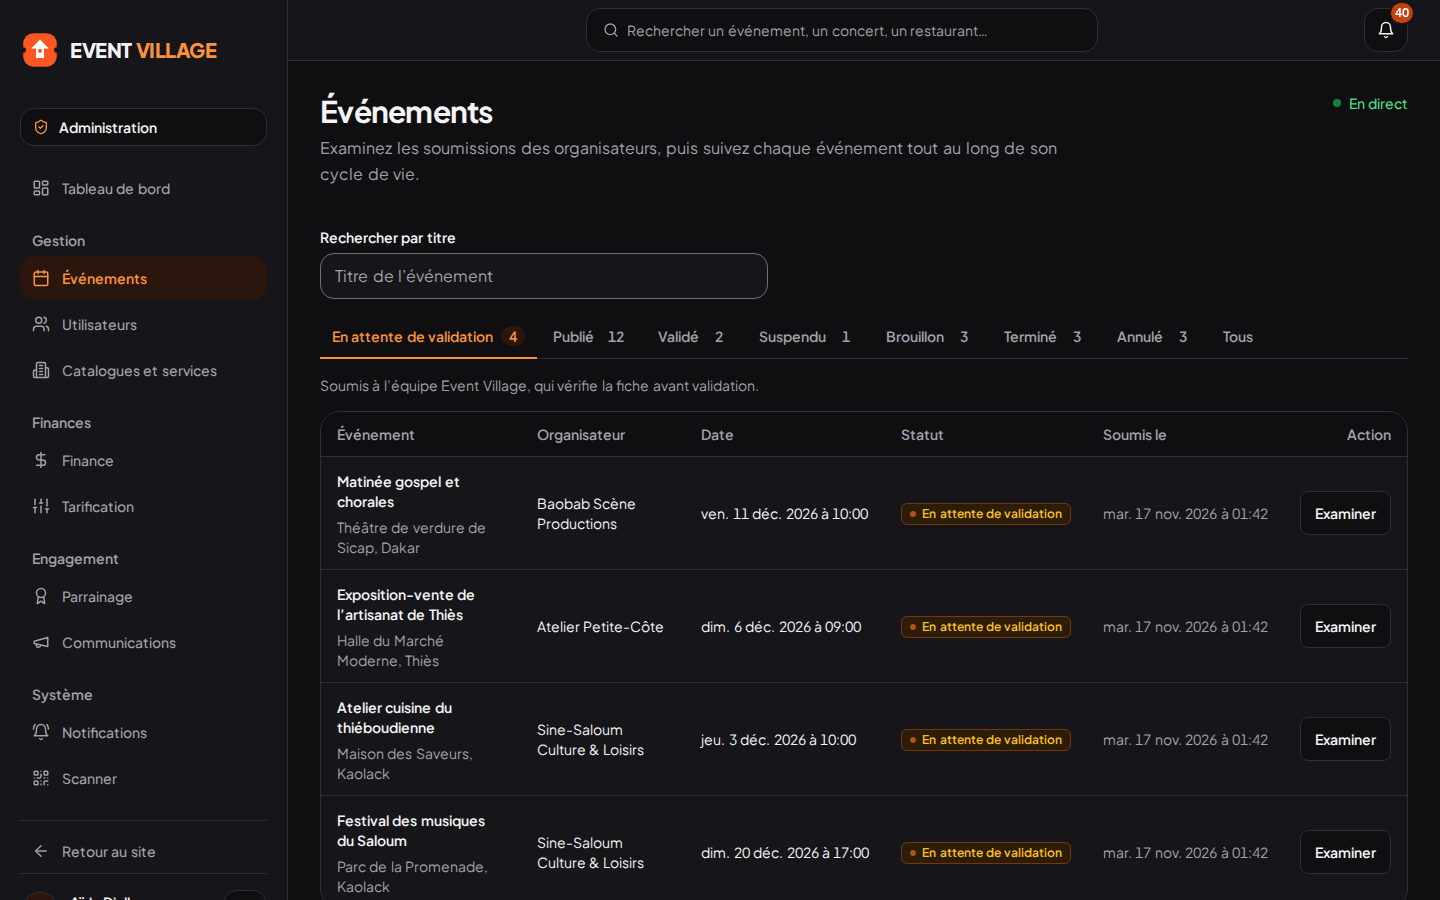 EVENT VILLAGE
Rechercher un événement, un concert, un restaurant…
40
Administration
Tableau de bord
Gestion
Événements
Utilisateurs
Catalogues et services
Finances
Finance
Tarification
Engagement
Parrainage
Communications
Système
Notifications
Scanner
Retour au site
Événements
En direct
Examinez les soumissions des organisateurs, puis suivez chaque événement tout au long de son
cycle de vie.
Rechercher par titre
Titre de l’événement
En attente de validation 4 Publié 12 Validé 2 Suspendu 1 Brouillon 3 Terminé 3 Annulé 3 Tous
Soumis à l’équipe Event Village, qui vérifie la fiche avant validation.
Événement Organisateur Date Statut Soumis le Action
Matinée gospel et
chorales
Théâtre de verdure de
Sicap, Dakar
Baobab Scène
Productions
ven. 11 déc. 2026 à 10:00
En attente de validation
mar. 17 nov. 2026 à 01:42
Examiner
Exposition-vente de
l’artisanat de Thiès
Halle du Marché
Moderne, Thiès
Atelier Petite-Côte
dim. 6 déc. 2026 à 09:00
En attente de validation
mar. 17 nov. 2026 à 01:42
Examiner
Atelier cuisine du
thiéboudienne
Maison des Saveurs,
Kaolack
Sine-Saloum
Culture & Loisirs
jeu. 3 déc. 2026 à 10:00
En attente de validation
mar. 17 nov. 2026 à 01:42
Examiner
Festival des musiques
du Saloum
Parc de la Promenade,
Kaolack
Sine-Saloum
Culture & Loisirs
dim. 20 déc. 2026 à 17:00
En attente de validation
mar. 17 nov. 2026 à 01:42
Examiner